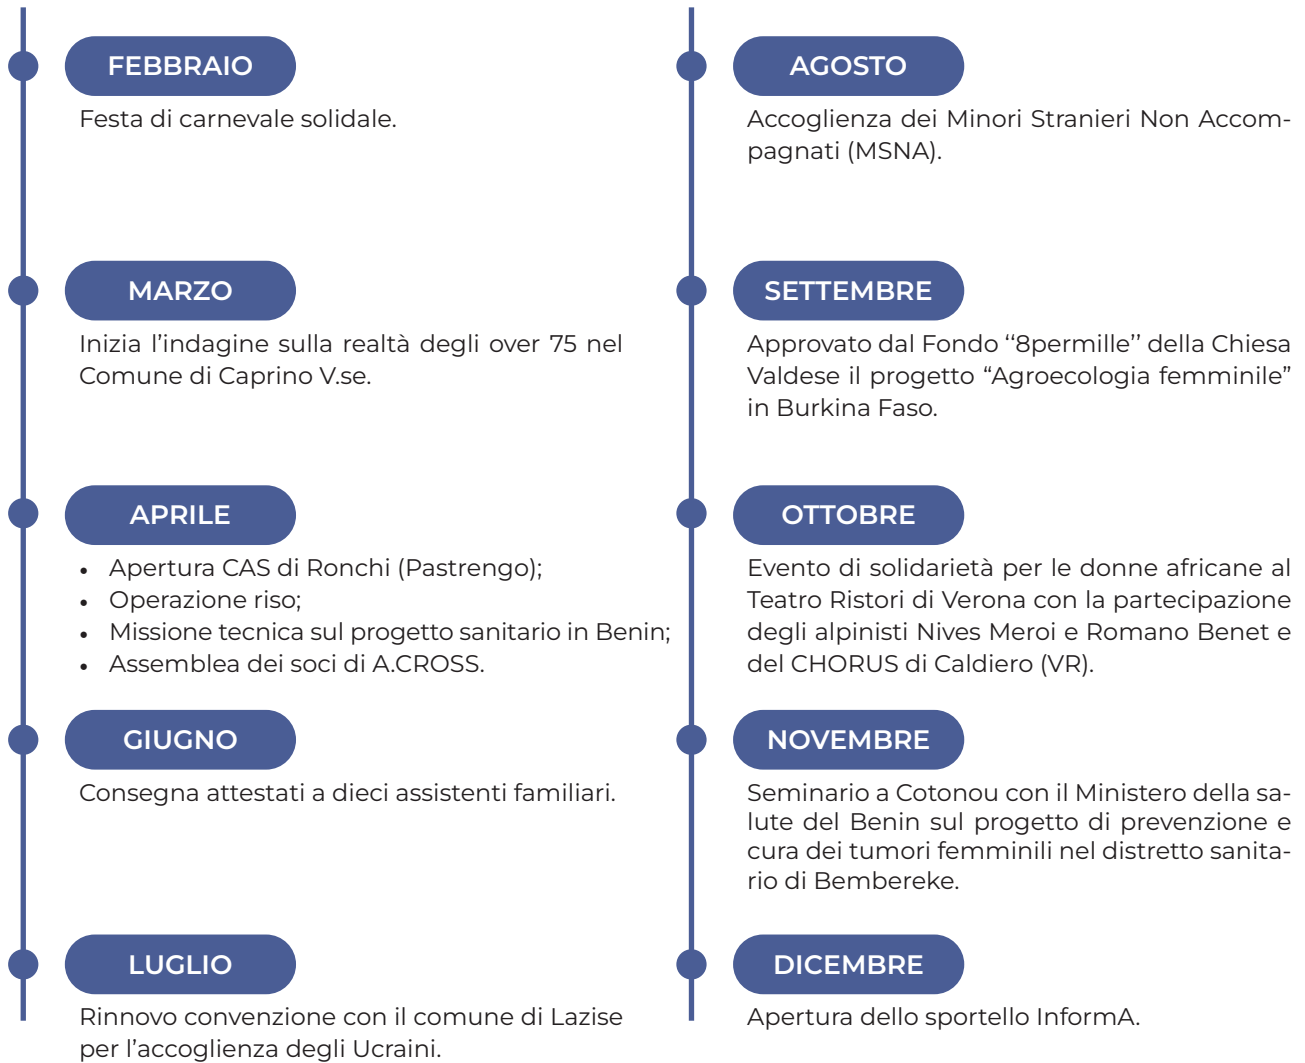 FEBBRAIO
Festa di carnevale solidale.
MARZO
Inizia l’indagine sulla realtà degli over 75 nel
Comune di Caprino V.se.
APRILE
• Apertura CAS di Ronchi (Pastrengo);
• Operazione riso;
• Missione tecnica sul progetto sanitario in Benin;
• Assemblea dei soci di A.CROSS.
GIUGNO
Consegna attestati a dieci assistenti familiari.
LUGLIO
Rinnovo convenzione con il comune di Lazise
per l’accoglienza degli Ucraini.
AGOSTO
Accoglienza dei Minori Stranieri Non Accom-
pagnati (MSNA).
SETTEMBRE
Approvato dal Fondo ‘‘8permille’’ della Chiesa
Valdese il progetto “Agroecologia femminile”
in Burkina Faso.
OTTOBRE
Evento di solidarietà per le donne africane al
Teatro Ristori di Verona con la partecipazione
degli alpinisti Nives Meroi e Romano Benet e
del CHORUS di Caldiero (VR).
NOVEMBRE
Seminario a Cotonou con il Ministero della sa-
lute del Benin sul progetto di prevenzione e
cura dei tumori femminili nel distretto sanita-
rio di Bembereke.
DICEMBRE
Apertura dello sportello InformA.